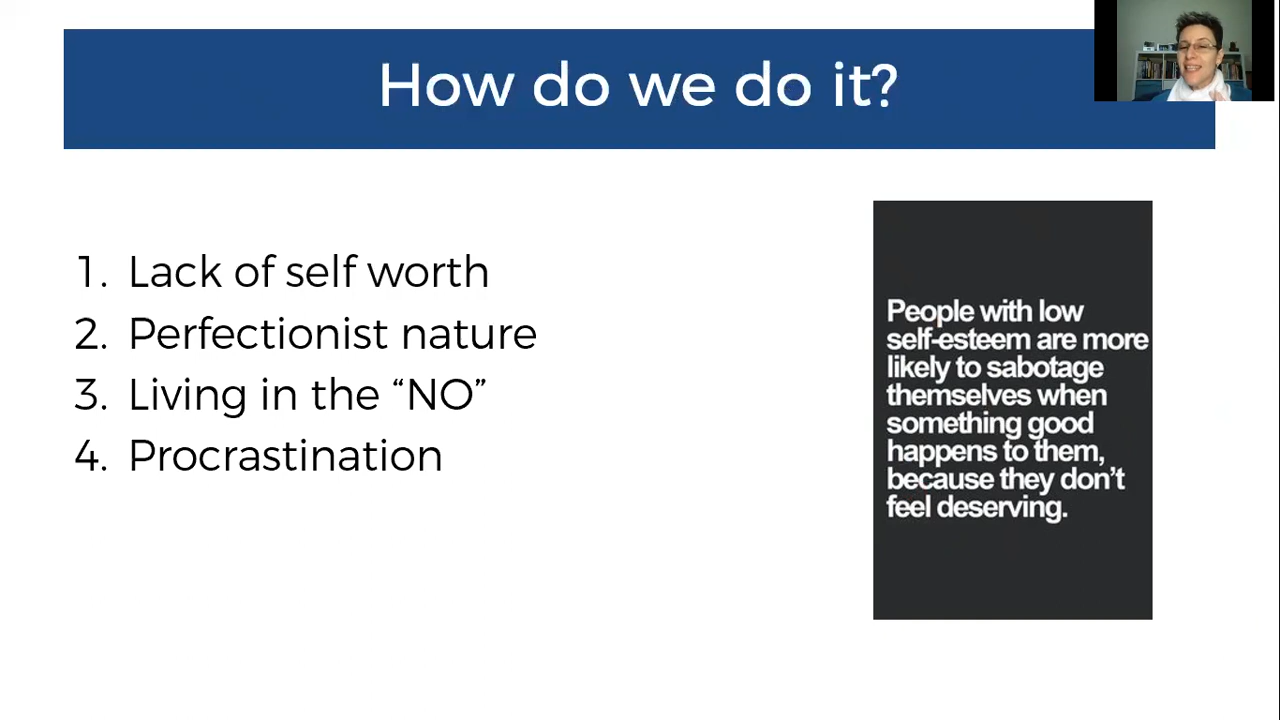 How do we do it?
1. Lack of self worth
2. Perfectionist nature
3. Living in the “NO”
4. Procrastination
People with low
self-esteem are more
likely to sabotage
themselves when
something good
happens to them,
because they don’t
feel deserving.